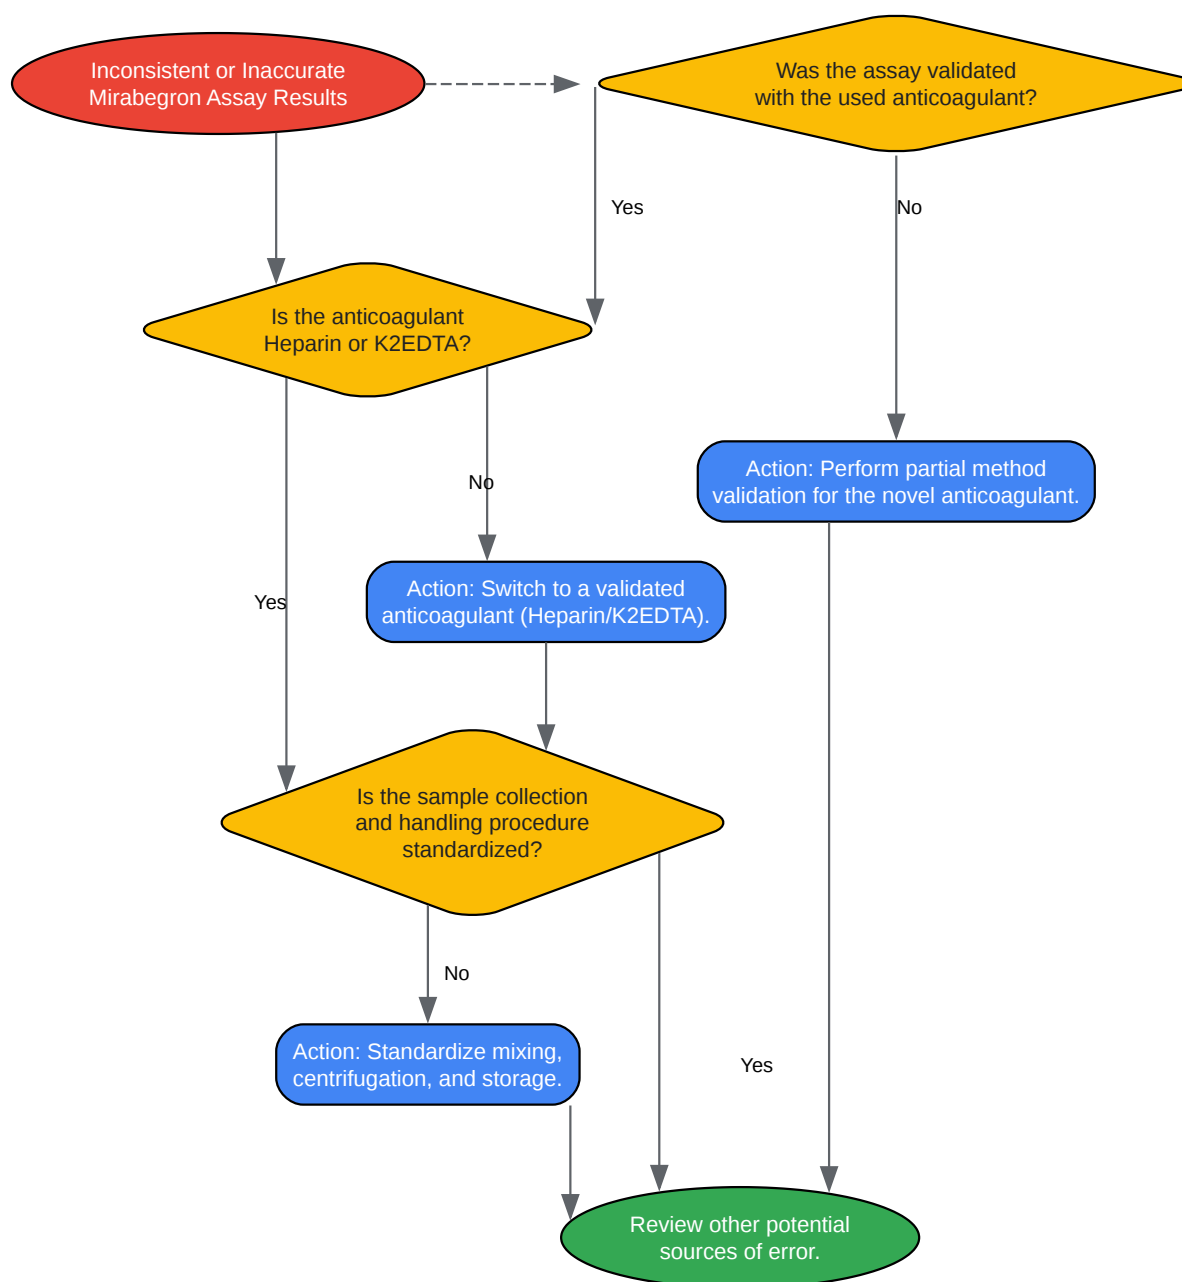 Inconsistent or Inaccurate
Mirabegron Assay Results
Was the assay validated
with the used anticoagulant?
Yes
No
Is the anticoagulant
Heparin or K2EDTA?
Action: Perform partial method
validation for the novel anticoagulant.
No
Action: Switch to a validated
anticoagulant (Heparin/K2EDTA).
Yes
Is the sample collection
and handling procedure
standardized?
No
Action: Standardize mixing,
centrifugation, and storage.
Yes
Review other potential
sources of error.